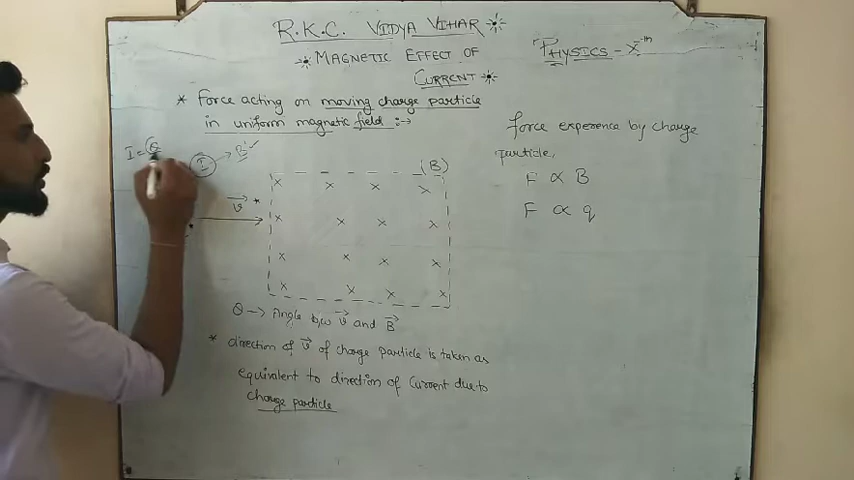 R.K.C. VIDYA VIHAR
MAGNETIC EFFECT OF
CURRENT
PHYSICS - Xth
* Force acting on moving charge particle
in uniform magnetic field :->
I = Q
I
(B)
x x x x
x x x x
x x x x
x x x x
v
θ -> Angle b/w v and B
* direction of v of charge particle is taken as
equivalent to direction of current due to
charge particle
force experience by charge
particle,
F ∝ B
F ∝ q